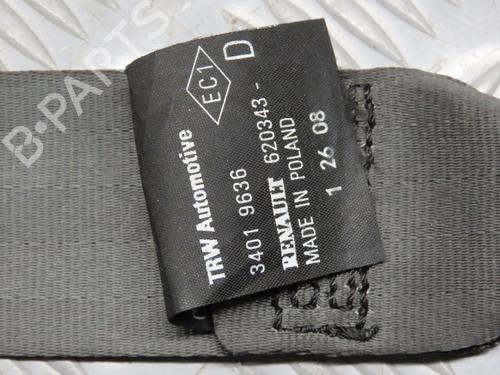 TRW Automotive
EC1
D
3401 9636 620343-
RENAULT
MADE IN POLAND
1 26 08
B-PARTS